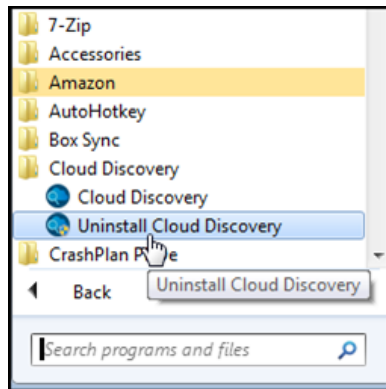 7-Zip
Accessories
Amazon
AutoHotkey
Box Sync
Cloud Discovery
Cloud Discovery
Uninstall Cloud Discovery
CrashPlan
Uninstall Cloud Discovery
Back
Search programs and files